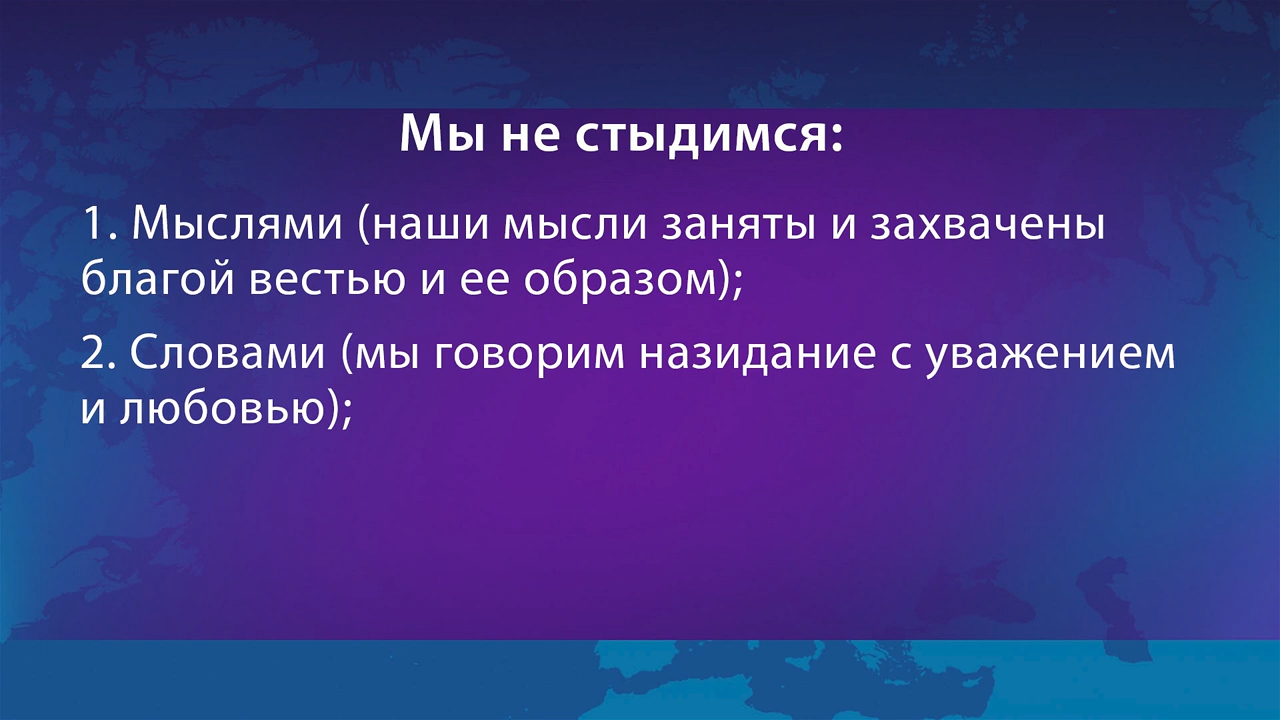 Мы не стыдимся:
1. Мыслями (наши мысли заняты и захвачены
благой вестью и ее образом);
2. Словами (мы говорим назидание с уважением
и любовью);